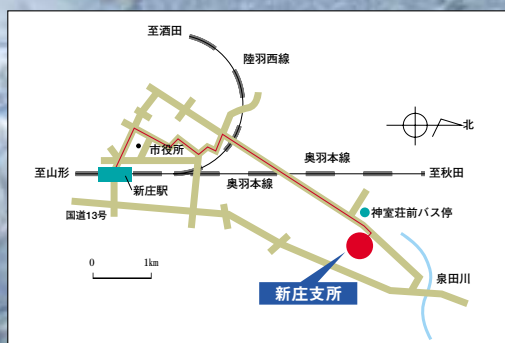 至酒田
陸羽西線
北
市役所
奥羽本線
至山形
至秋田
新庄駅
奥羽本線
国道13号
神室荘前バス停
0 1km
泉田川
新庄支所